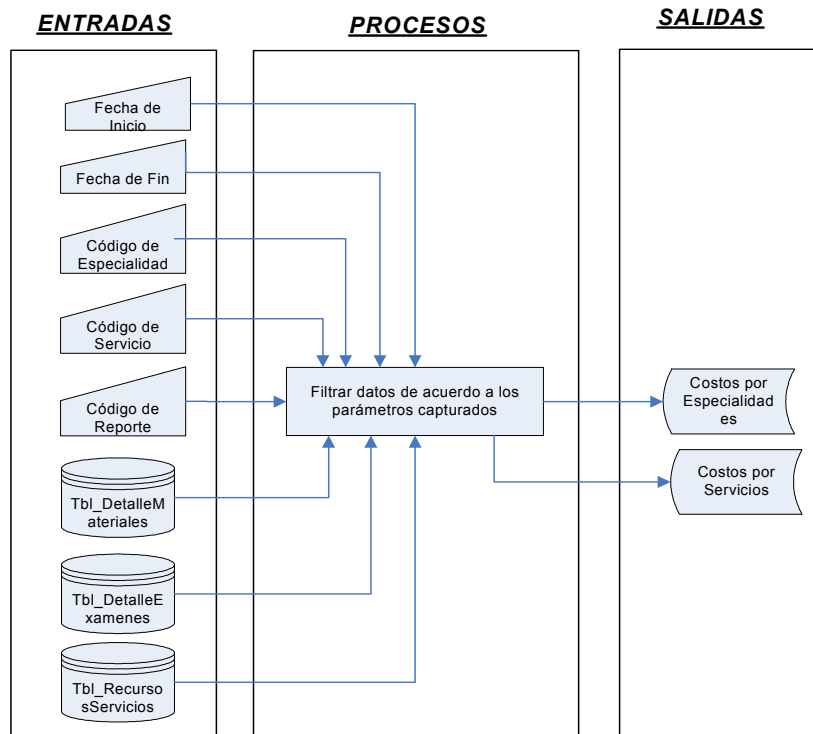 ENTRADAS
PROCESOS
SALIDAS
Fecha de
Inicio
Fecha de Fin
Código de
Especialidad
Código de
Servicio
Código de
Reporte
Tbl_DetalleM
ateriales
Tbl_DetalleE
xamenes
Tbl_Recurso
sServicios
Filtrar datos de acuerdo a los
parámetros capturados
Costos por
Especialidad
es
Costos por
Servicios